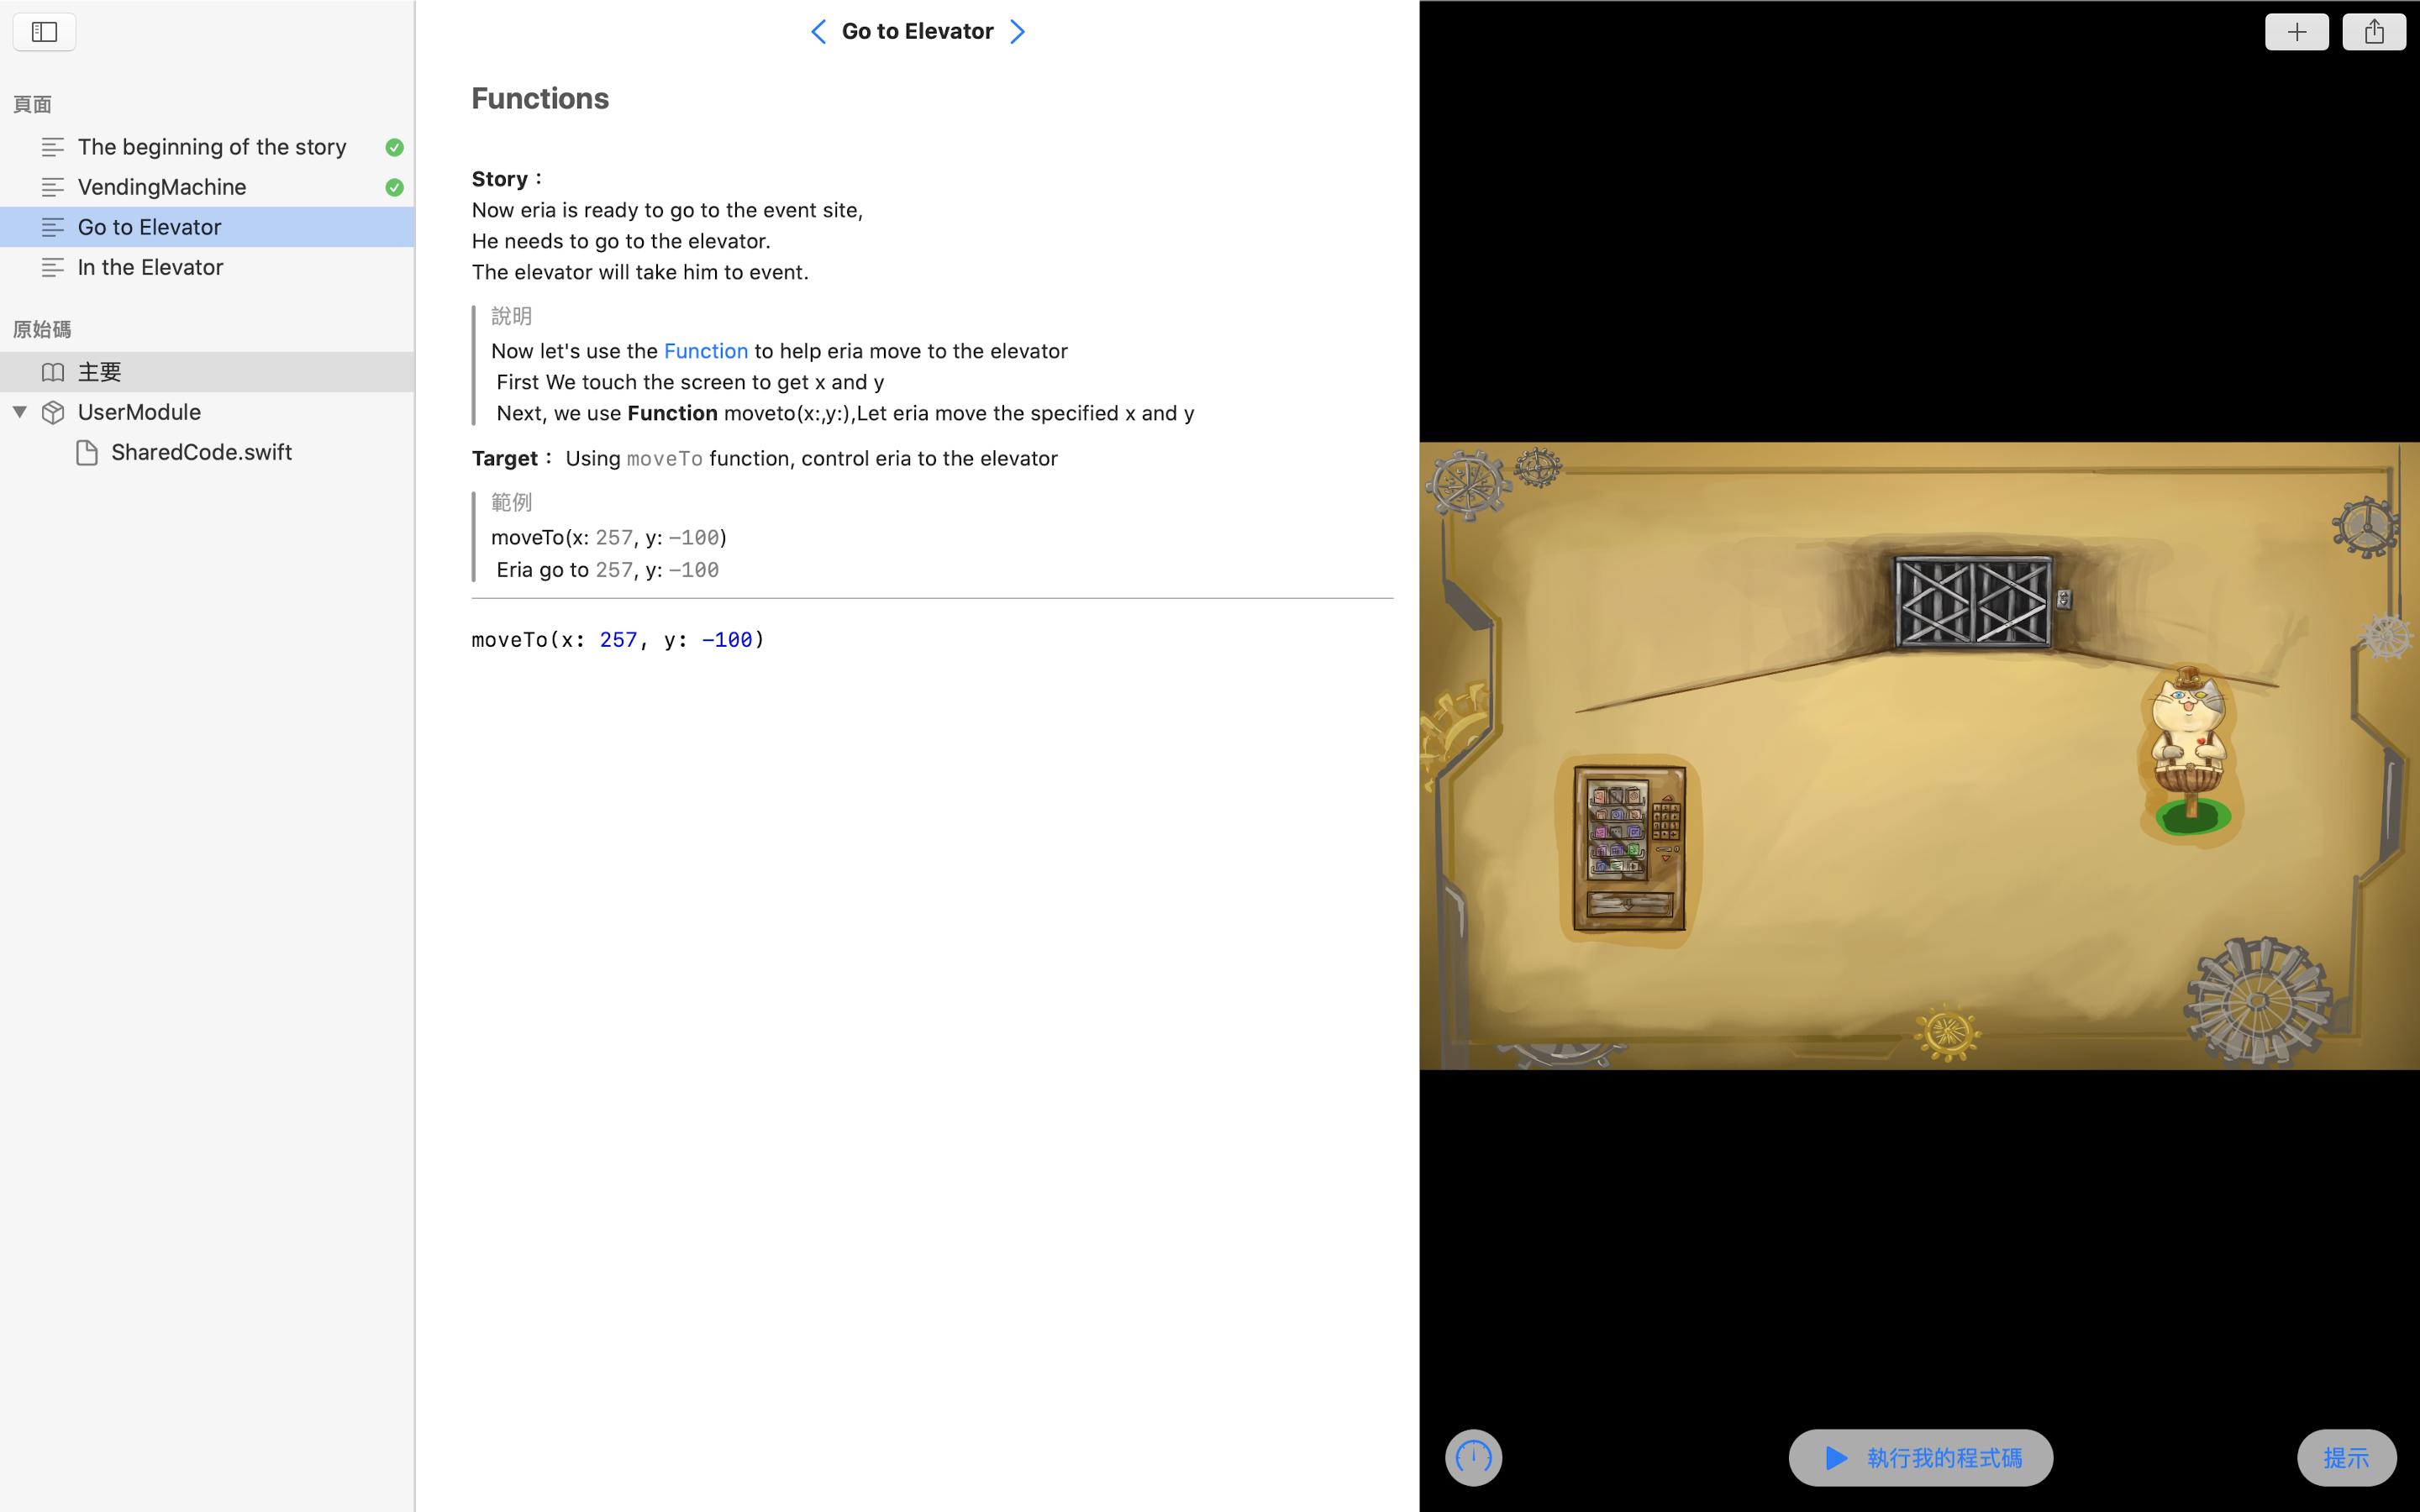 頁面
The beginning of the story
VendingMachine
Go to Elevator
In the Elevator
原始碼
主要
UserModule
SharedCode.swift
Go to Elevator
Functions
Story：
Now eria is ready to go to the event site,
He needs to go to the elevator.
The elevator will take him to event.
說明
Now let's use the Function to help eria move to the elevator
First We touch the screen to get x and y
Next, we use Function moveto(x:,y:),Let eria move the specified x and y
Target： Using moveTo function, control eria to the elevator
範例
moveTo(x: 257, y: -100)
Eria go to 257, y: -100
moveTo(x: 257, y: -100)
執行我的程式碼
提示